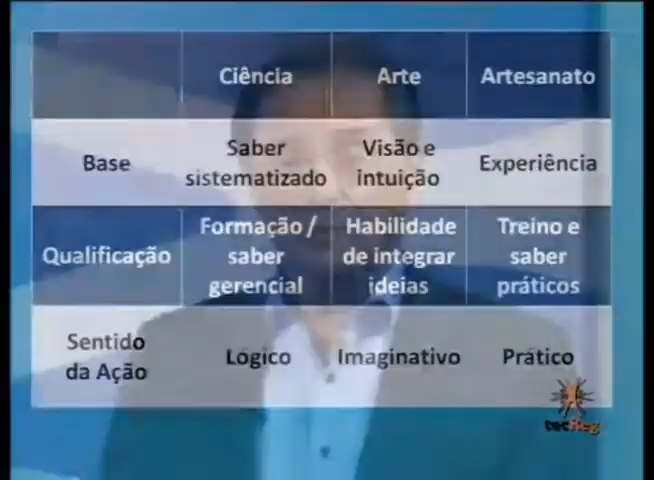 Ciência Arte Artesanato
Base Saber sistematizado Visão e intuição Experiência
Qualificação Formação / saber gerencial Habilidade de integrar ideias Treino e saber práticos
Sentido da Ação Lógico Imaginativo Prático
tecReg